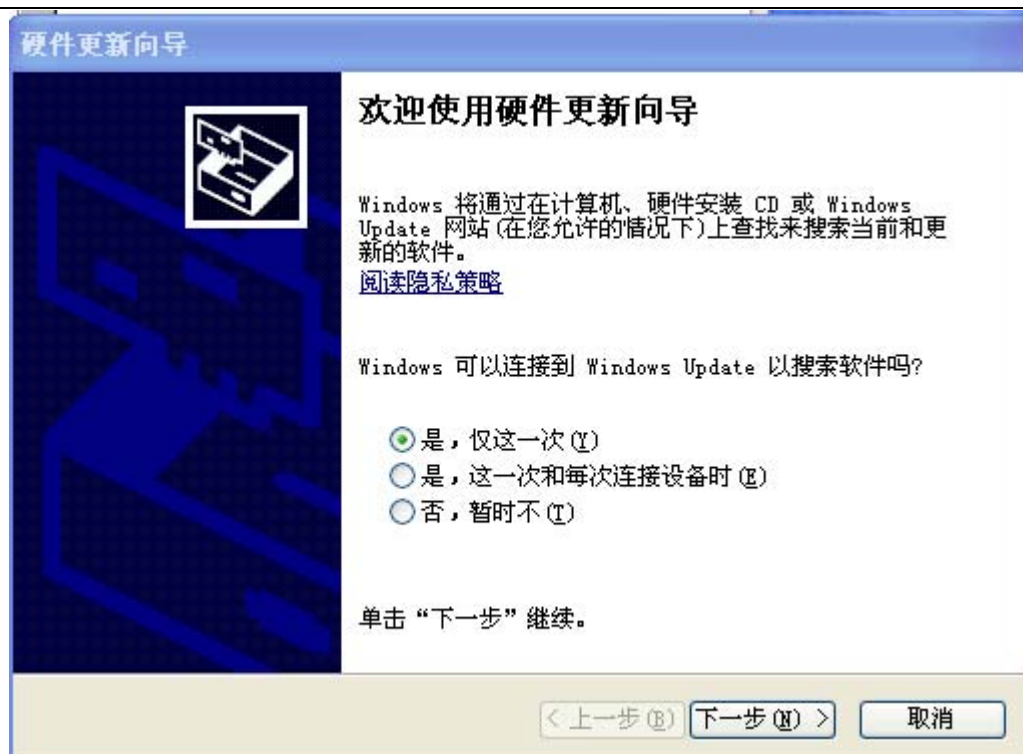 硬件更新向导
欢迎使用硬件更新向导
Windows 将通过在计算机、硬件安装 CD 或 Windows
Update 网站(在您允许的情况下)上查找来搜索当前和更
新的软件。
阅读隐私策略
Windows 可以连接到 Windows Update 以搜索软件吗?
是，仅这一次(Y)
是，这一次和每次连接设备时(E)
否，暂时不(T)
单击“下一步”继续。
< 上一步(B) 下一步(N) > 取消